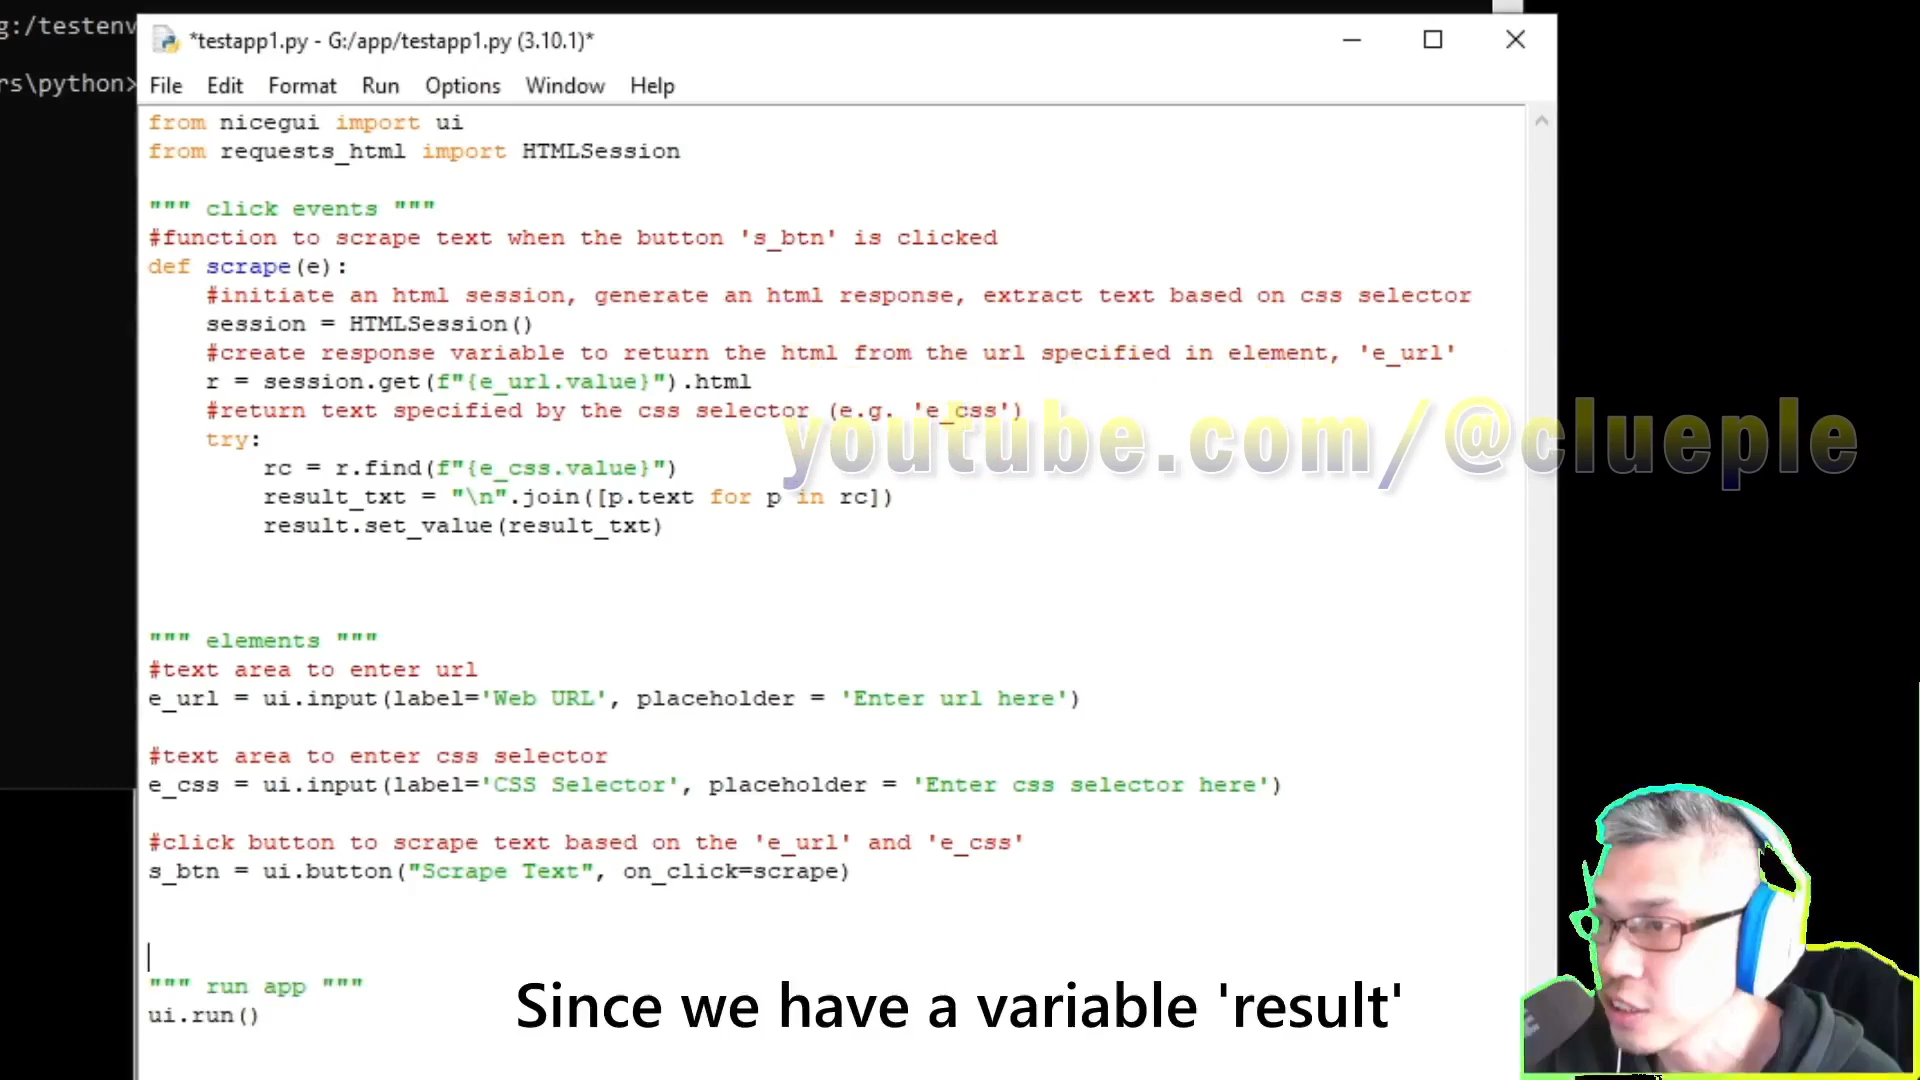 g:/testenv
rs\python>
*testapp1.py - G:/app/testapp1.py (3.10.1)*
File Edit Format Run Options Window Help
from nicegui import ui
from requests_html import HTMLSession
""" click events """
#function to scrape text when the button 's_btn' is clicked
def scrape(e):
#initiate an html session, generate an html response, extract text based on css selector
session = HTMLSession()
#create response variable to return the html from the url specified in element, 'e_url'
r = session.get(f"{e_url.value}").html
#return text specified by the css selector (e.g. 'e_css')
youtube.com/@clueple
try:
rc = r.find(f"{e_css.value}")
result_txt = "\n".join([p.text for p in rc])
result.set_value(result_txt)
""" elements """
#text area to enter url
e_url = ui.input(label='Web URL', placeholder = 'Enter url here')
#text area to enter css selector
e_css = ui.input(label='CSS Selector', placeholder = 'Enter css selector here')
#click button to scrape text based on the 'e_url' and 'e_css'
s_btn = ui.button("Scrape Text", on_click=scrape)
""" run app """
ui.run()
Since we have a variable 'result'